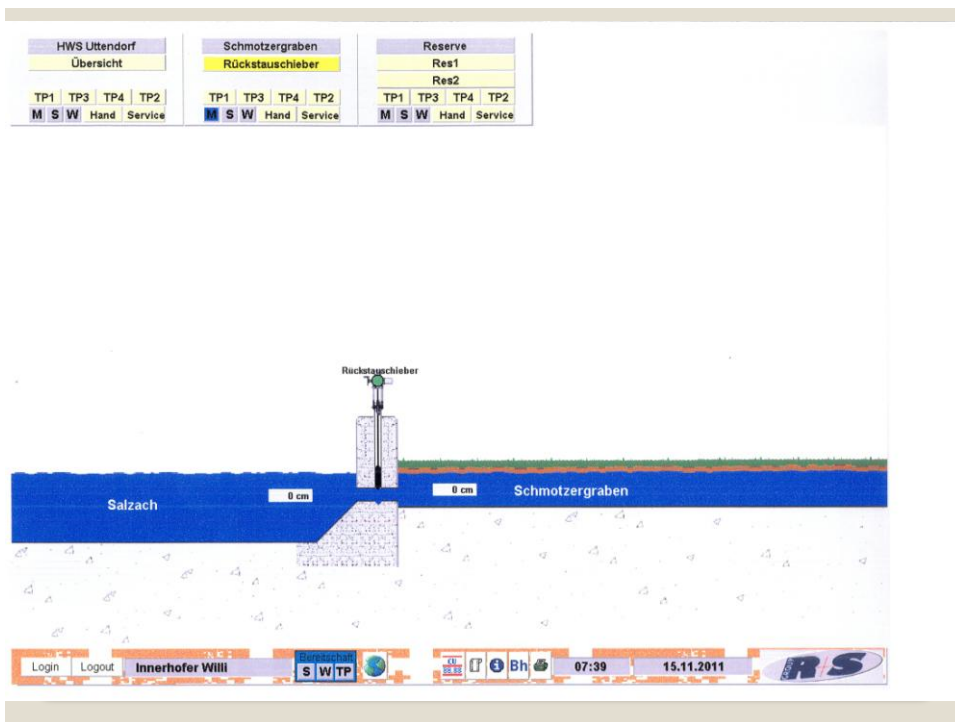 HWS Uttendorf
Übersicht
TP1 TP3 TP4 TP2
M S W Hand Service
Schmotzergraben
Rückstauschieber
TP1 TP3 TP4 TP2
M S W Hand Service
Reserve
Res1
Res2
TP1 TP3 TP4 TP2
M S W Hand Service
Rückstauschieber
Salzach
0 cm
0 cm
Schmotzergraben
Login
Logout
Innerhofer Willi
Bereitschaft
S W TP
Bh
07:39
15.11.2011
R+S